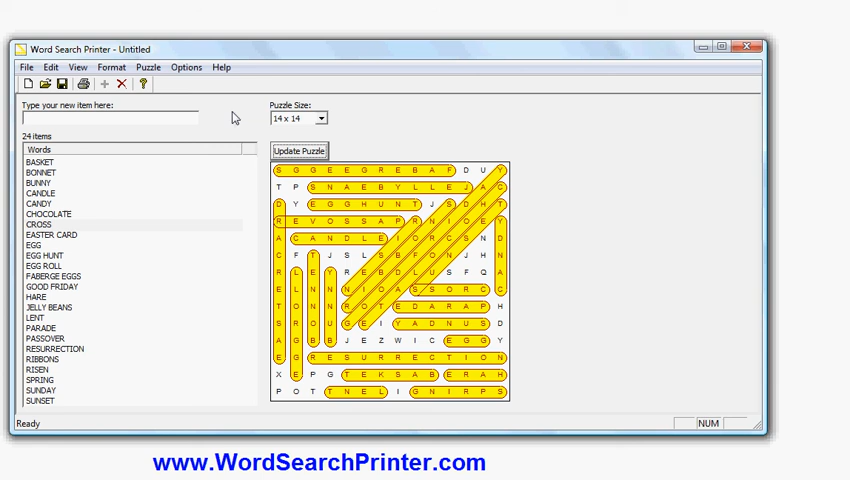 Word Search Printer - Untitled
File Edit View Format Puzzle Options Help
Type your new item here:
Puzzle Size:
14 x 14
24 items
Words
Update Puzzle
BASKET
BONNET
BUNNY
CANDLE
CANDY
CHOCOLATE
CROSS
EASTER CARD
EGG
EGG HUNT
EGG ROLL
FABERGE EGGS
GOOD FRIDAY
HARE
JELLY BEANS
LENT
PARADE
PASSOVER
RESURRECTION
RIBBONS
RISEN
SPRING
SUNDAY
SUNSET
S G G E E G R E B A F D U Y
T P S N A E B Y L L E J A C
D Y E G G H U N T J S D H T
R E V O S S A P R N I O E Y
A C A N D L E I O R C S N D
C F T J S L S B F O N J H N
R L E Y R E B D L U S F Q A
E L N N N I O A S S O R C C
T O N N R O T E D A R A P H
S R O U G E I Y A D N U S D
A G B B J E Z W I C E G G Y
E G R E S U R R E C T I O N
X E P G T E K S A B E R A H
P O T T N E L I G N I R P S
Ready
NUM
www.WordSearchPrinter.com